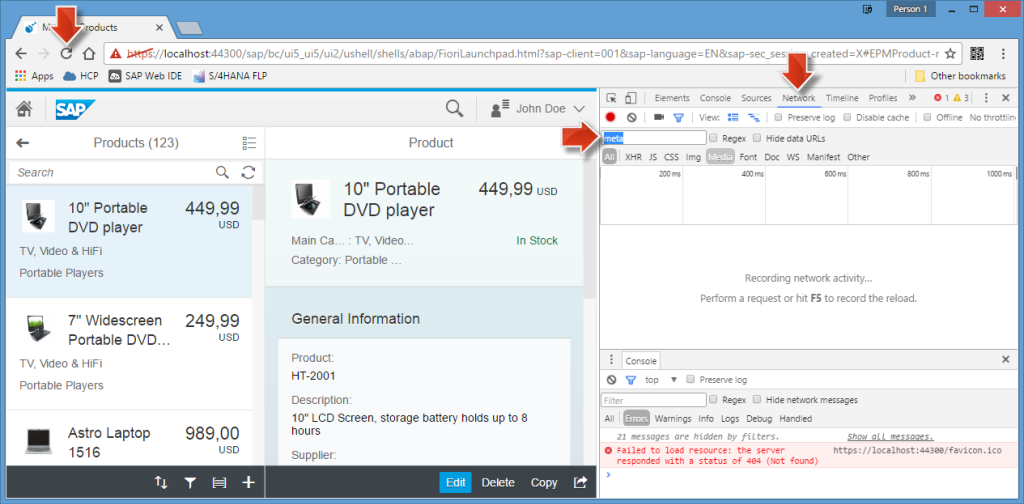 Person 1
M
Products
https://localhost:44300/sap/bc/ui5_ui5/ui2/ushell/shells/abap/FioriLaunchpad.html?sap-client=001&sap-language=EN&sap-sec_session_created=X#EPMProduct-
Apps HCP SAP Web IDE S/4HANA FLP Other bookmarks
SAP John Doe
Products (123)
Search
10" Portable DVD player
449,99
USD
TV, Video & HiFi
Portable Players
7" Widescreen
Portable DVD...
249,99
USD
TV, Video & HiFi
Portable Players
Astro Laptop
1516
989,00
USD
Product
10" Portable
DVD player
449,99 USD
Main Ca... : TV, Video... In Stock
Category: Portable ...
General Information
Product:
HT-2001
Description:
10" LCD Screen, storage battery holds up to 8
hours
Supplier:
Edit Delete Copy
Elements Console Sources Network Timeline Profiles » 1 3
View: Preserve log Disable cache Offline No throttlin
meta Regex Hide data URLs
All XHR JS CSS Img Media Font Doc WS Manifest Other
200 ms 400 ms 600 ms 800 ms 1000 ms
Recording network activity...
Perform a request or hit F5 to record the reload.
Console
top Preserve log
Filter Regex Hide network messages
All Errors Warnings Info Logs Debug Handled
21 messages are hidden by filters. Show all messages.
Failed to load resource: the server https://localhost:44300/favicon.ico
responded with a status of 404 (Not Found)